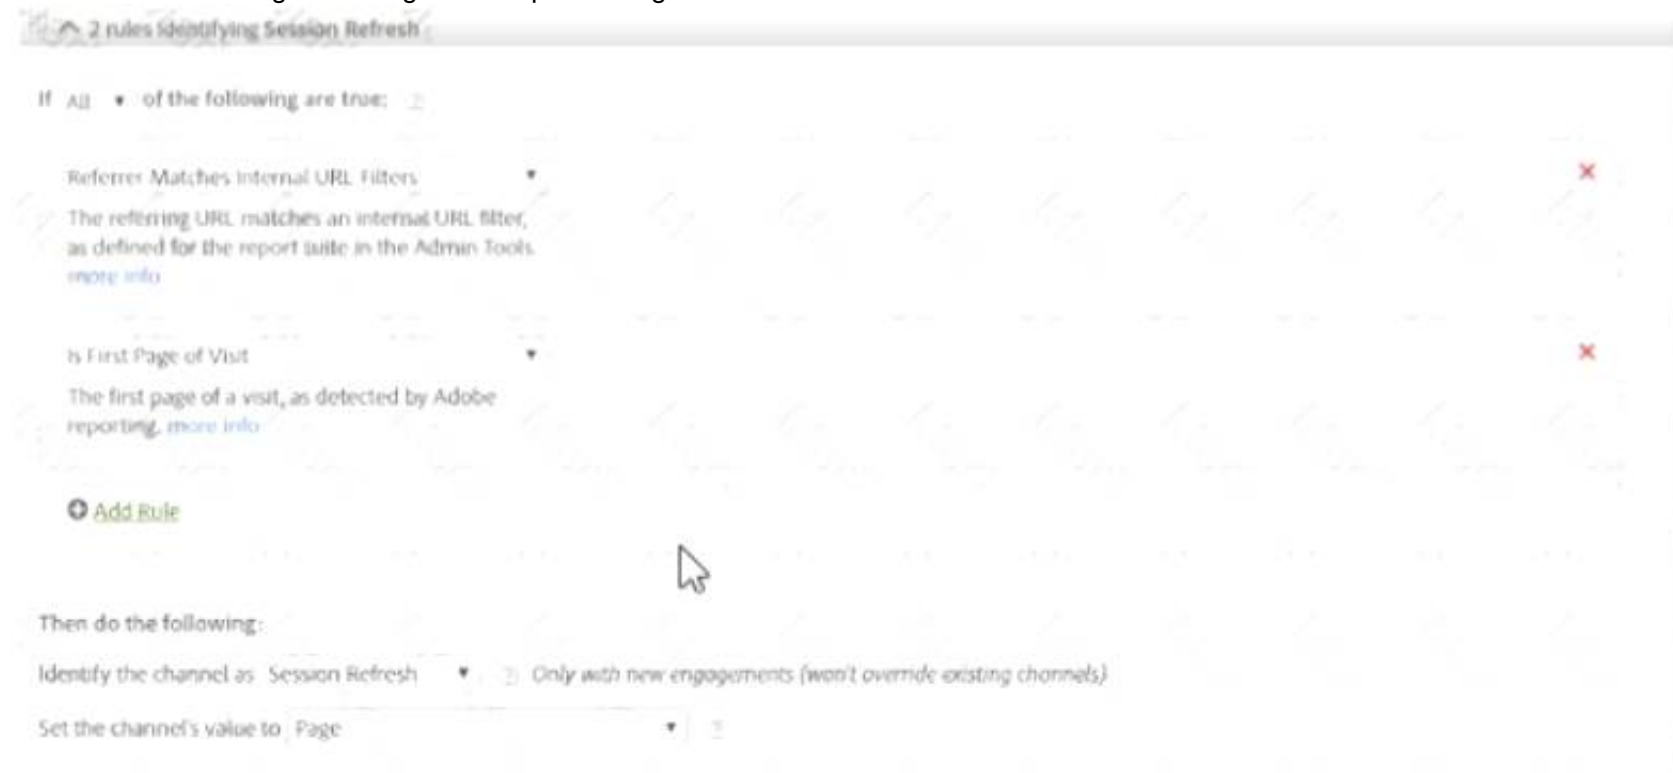 2 rules Identifying Session Refresh
If All of the following are true:
Referrer Matches Internal URL Filters
The referring URL matches an internal URL filter,
as defined for the report suite in the Admin Tools.
more info
Is First Page of Visit
The first page of a visit, as detected by Adobe
reporting. more info
Add Rule
Then do the following:
Identify the channel as Session Refresh Only with new engagements (won't override existing channels)
Set the channel's value to Page